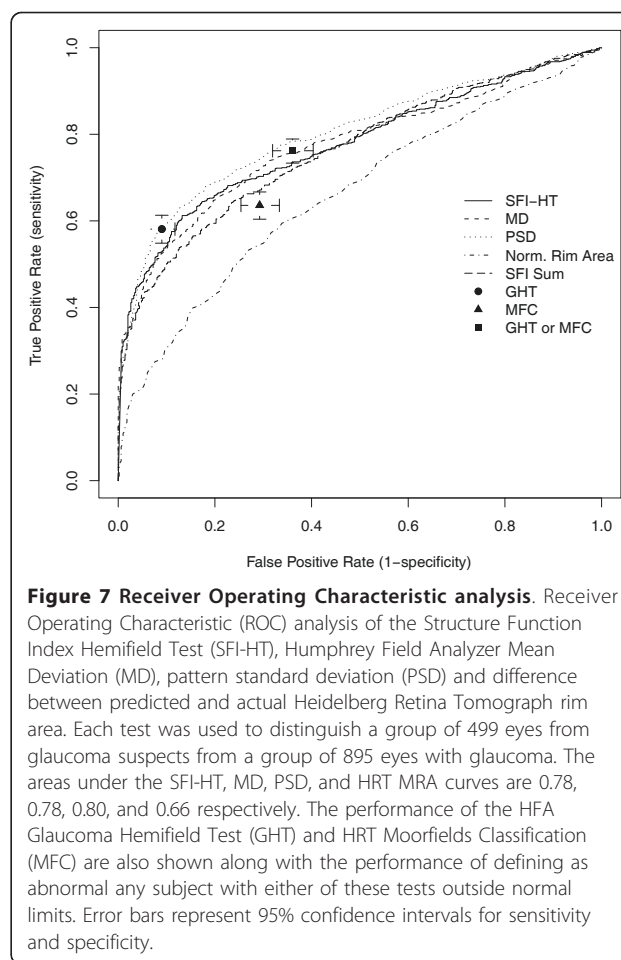 1.0
0.8
0.6
0.4
0.2
0.0
True Positive Rate (sensitivity)
SFI−HT
MD
PSD
Norm. Rim Area
SFI Sum
GHT
MFC
GHT or MFC
0.0 0.2 0.4 0.6 0.8 1.0
False Positive Rate (1−specificity)
Figure 7 Receiver Operating Characteristic analysis. Receiver
Operating Characteristic (ROC) analysis of the Structure Function
Index Hemifield Test (SFI-HT), Humphrey Field Analyzer Mean
Deviation (MD), pattern standard deviation (PSD) and difference
between predicted and actual Heidelberg Retina Tomograph rim
area. Each test was used to distinguish a group of 499 eyes from
glaucoma suspects from a group of 895 eyes with glaucoma. The
areas under the SFI-HT, MD, PSD, and HRT MRA curves are 0.78,
0.78, 0.80, and 0.66 respectively. The performance of the HFA
Glaucoma Hemifield Test (GHT) and HRT Moorfields Classification
(MFC) are also shown along with the performance of defining as
abnormal any subject with either of these tests outside normal
limits. Error bars represent 95% confidence intervals for sensitivity
and specificity.